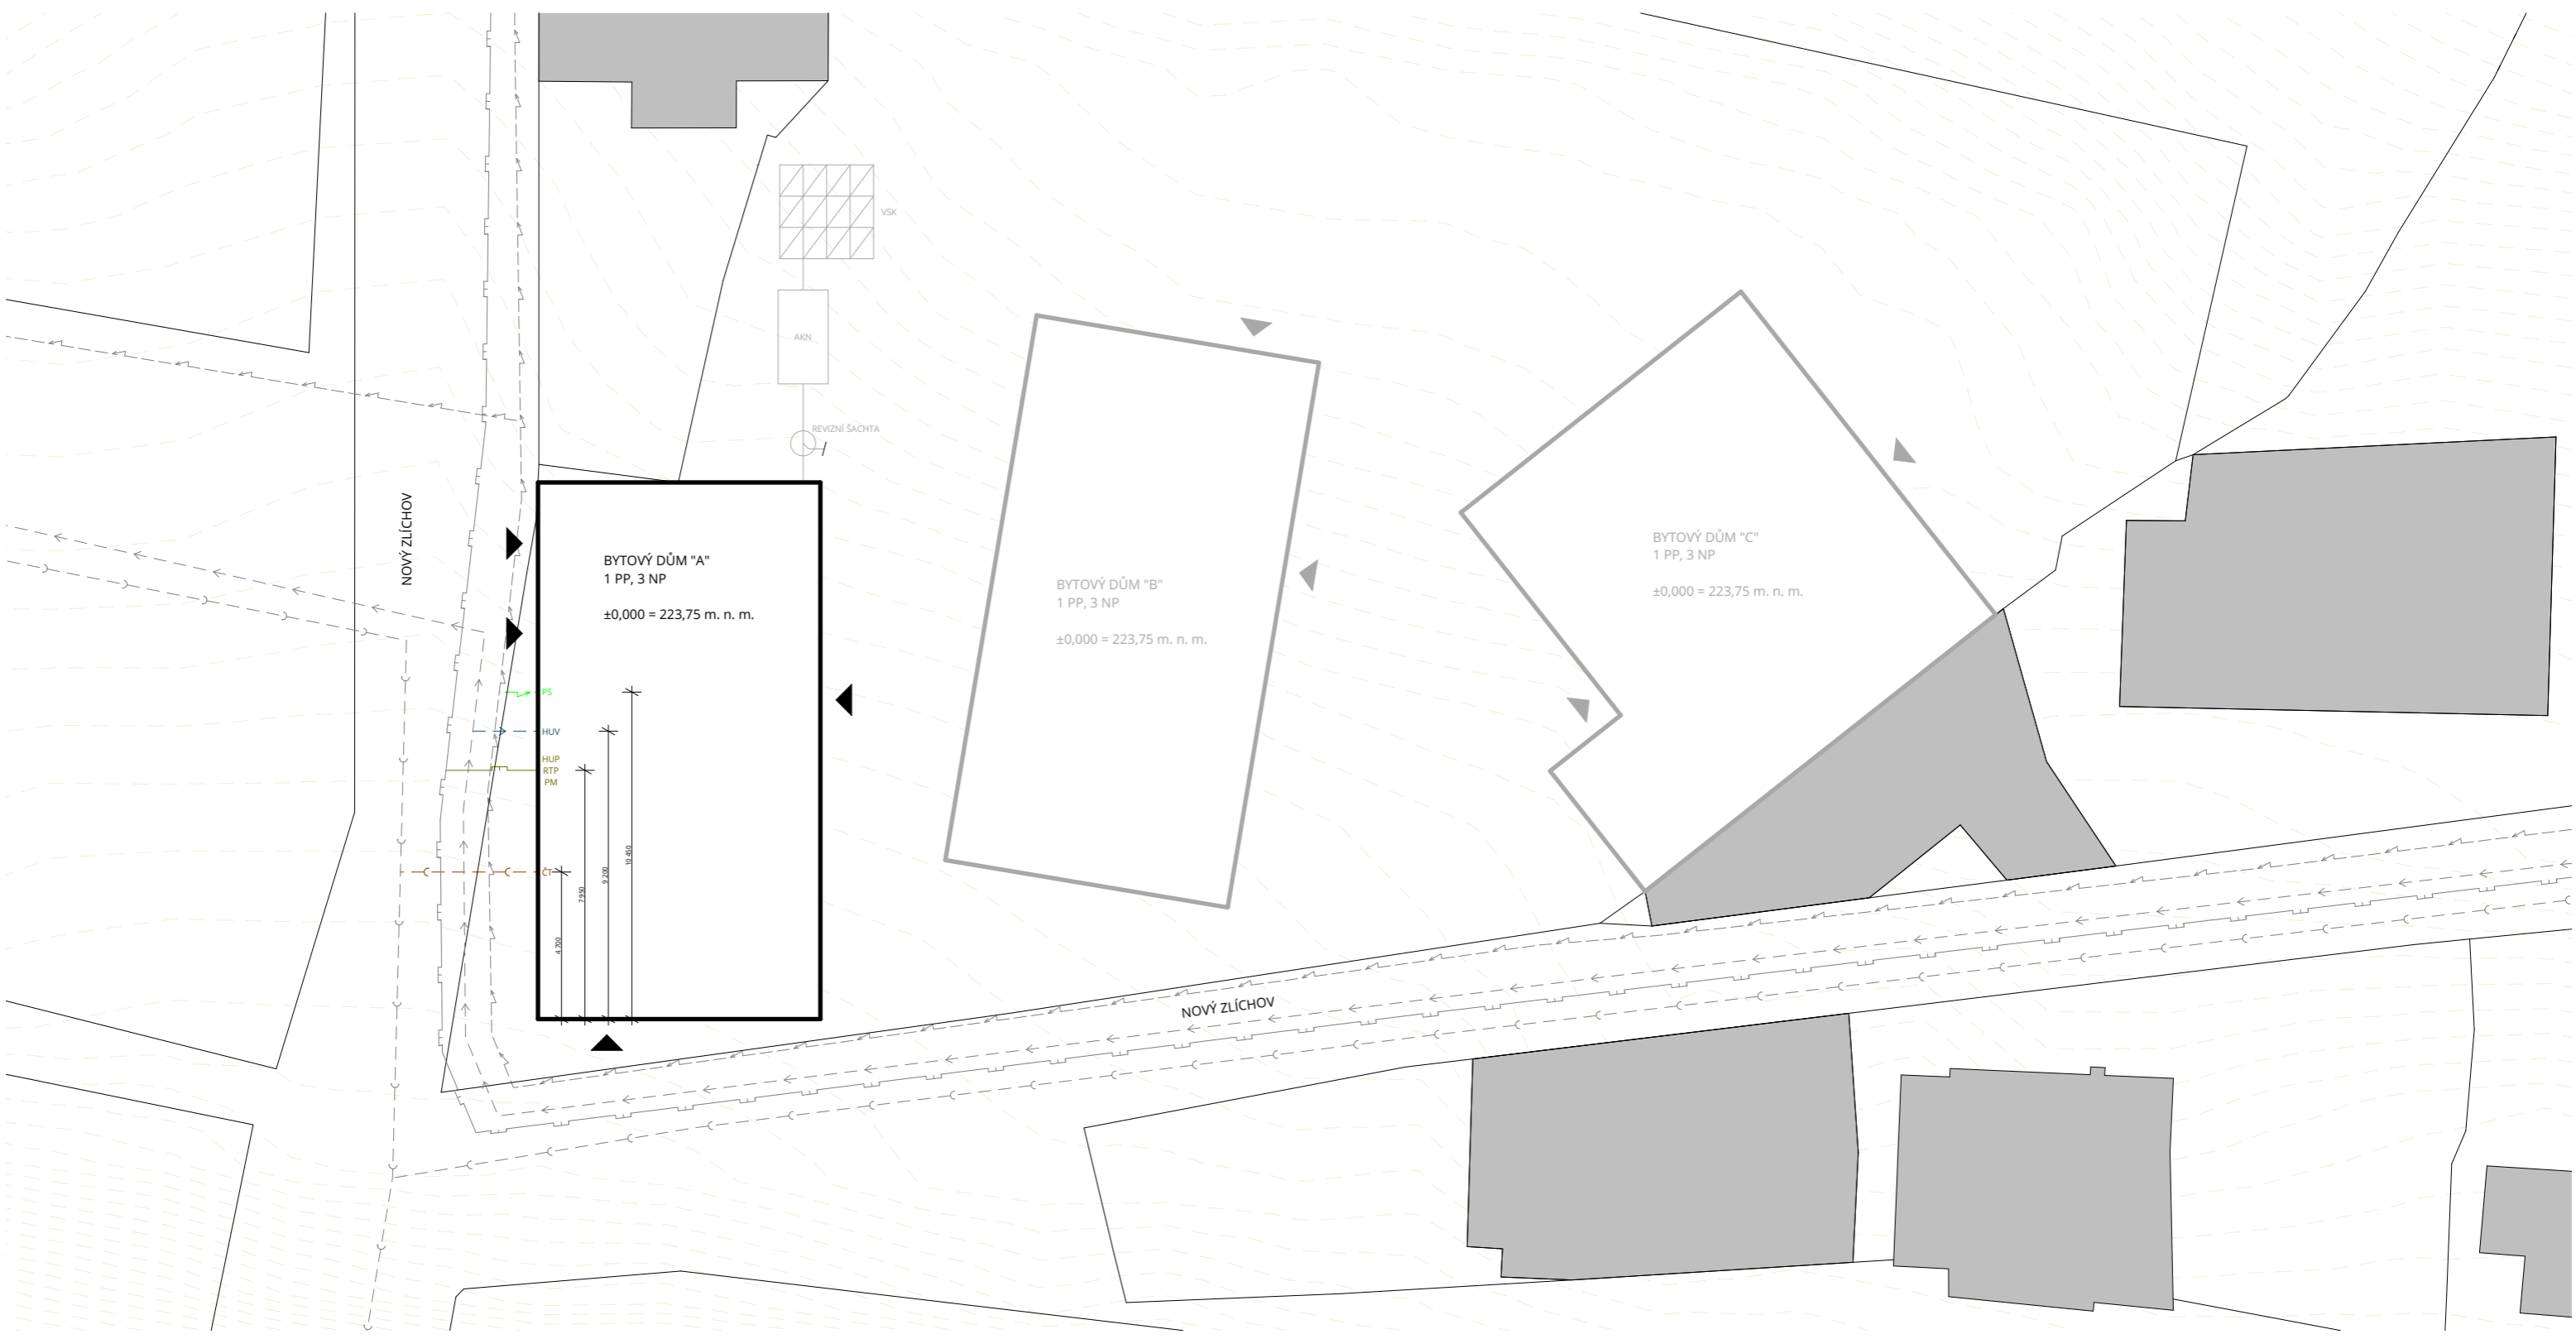 VSK
AKN
REVIZNÍ ŠACHTA
NOVÝ ZLÍCHOV
BYTOVÝ DŮM "A"
1 PP, 3 NP
±0,000 = 223,75 m. n. m.
BYTOVÝ DŮM "B"
1 PP, 3 NP
±0,000 = 223,75 m. n. m.
BYTOVÝ DŮM "C"
1 PP, 3 NP
±0,000 = 223,75 m. n. m.
PS
HUV
HUP
RTP
PM
ČT
4 700
7 950
9 200
10 450
NOVÝ ZLÍCHOV